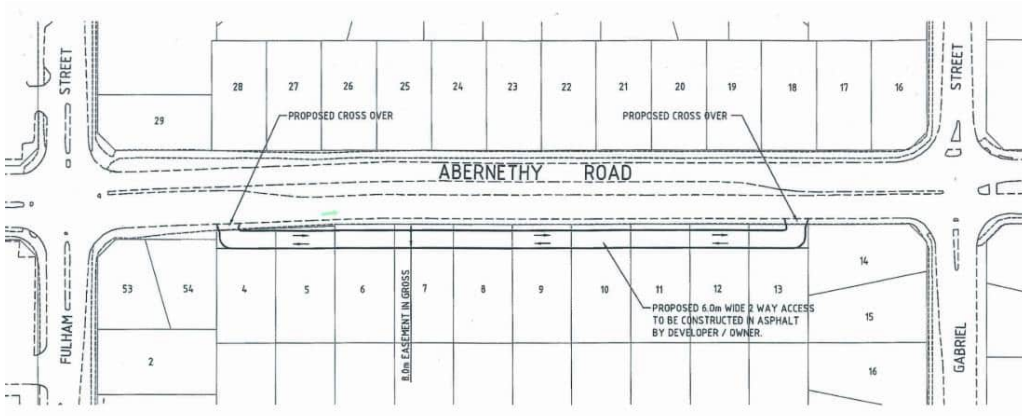 STREET
STREET
28
27
26
25
24
23
22
21
20
19
18
17
16
29
PROPOSED CROSS OVER
PROPOSED CROSS OVER
ABERNETHY ROAD
53
54
4
5
6
7
8
9
10
11
12
13
14
8.0m EASEMENT IN GROSS
PROPOSED 6.0m WIDE 2 WAY ACCESS
TO BE CONSTRUCTED IN ASPHALT
BY DEVELOPER / OWNER.
15
FULHAM
2
GABRIEL
16